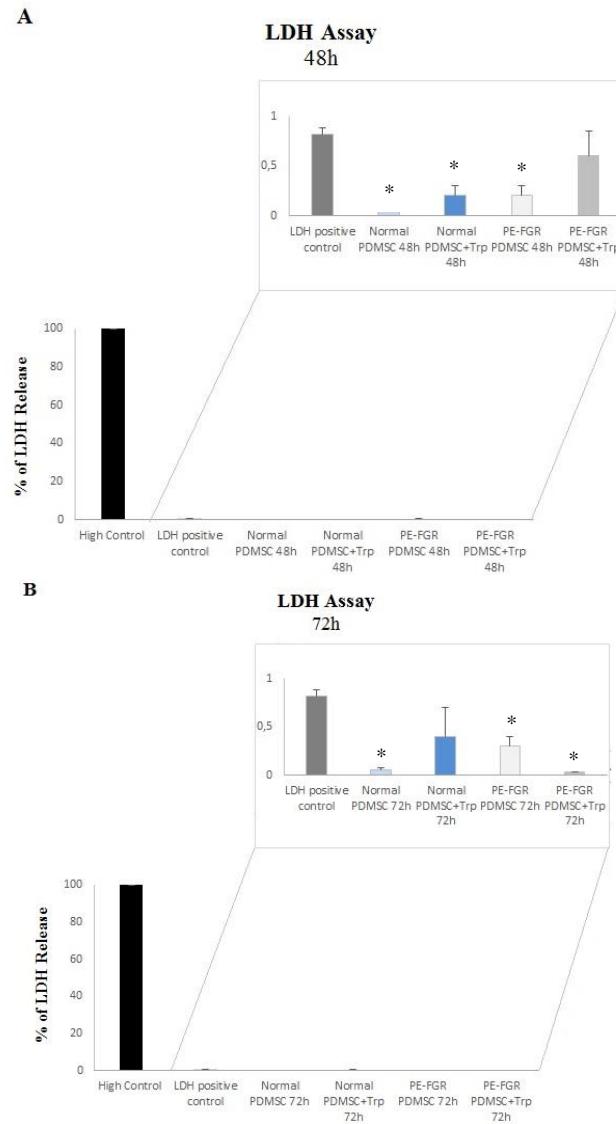 A
LDH Assay
48h
1
0,5
0
*
*
*
LDH positive control
Normal PDMSC 48h
Normal PDMSC+Trp 48h
PE-FGR PDMSC 48h
PE-FGR PDMSC+Trp 48h
% of LDH Release
100
80
60
40
20
0
High Control
LDH positive control
Normal PDMSC 48h
Normal PDMSC+Trp 48h
PE-FGR PDMSC 48h
PE-FGR PDMSC+Trp 48h
B
LDH Assay
72h
1
0,5
0
*
*
*
LDH positive control
Normal PDMSC 72h
Normal PDMSC+Trp 72h
PE-FGR PDMSC 72h
PE-FGR PDMSC+Trp 72h
% of LDH Release
100
80
60
40
20
0
High Control
LDH positive control
Normal PDMSC 72h
Normal PDMSC+Trp 72h
PE-FGR PDMSC 72h
PE-FGR PDMSC+Trp 72h